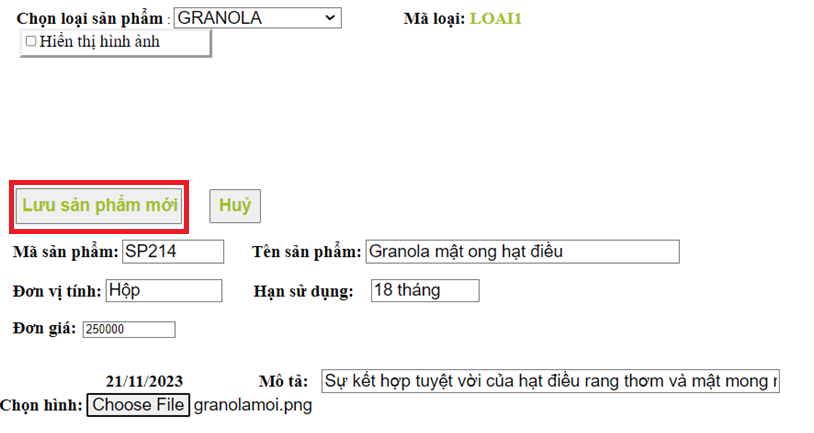 Chọn loại sản phẩm : GRANOLA Mã loại: LOAI1
Hiển thị hình ảnh
Lưu sản phẩm mới Huỷ
Mã sản phẩm: SP214 Tên sản phẩm: Granola mật ong hạt điều
Đơn vị tính: Hộp Hạn sử dụng: 18 tháng
Đơn giá: 250000
21/11/2023 Mô tả: Sự kết hợp tuyệt vời của hạt điều rang thơm và mật mong
Chọn hình: Choose File granolamoi.png